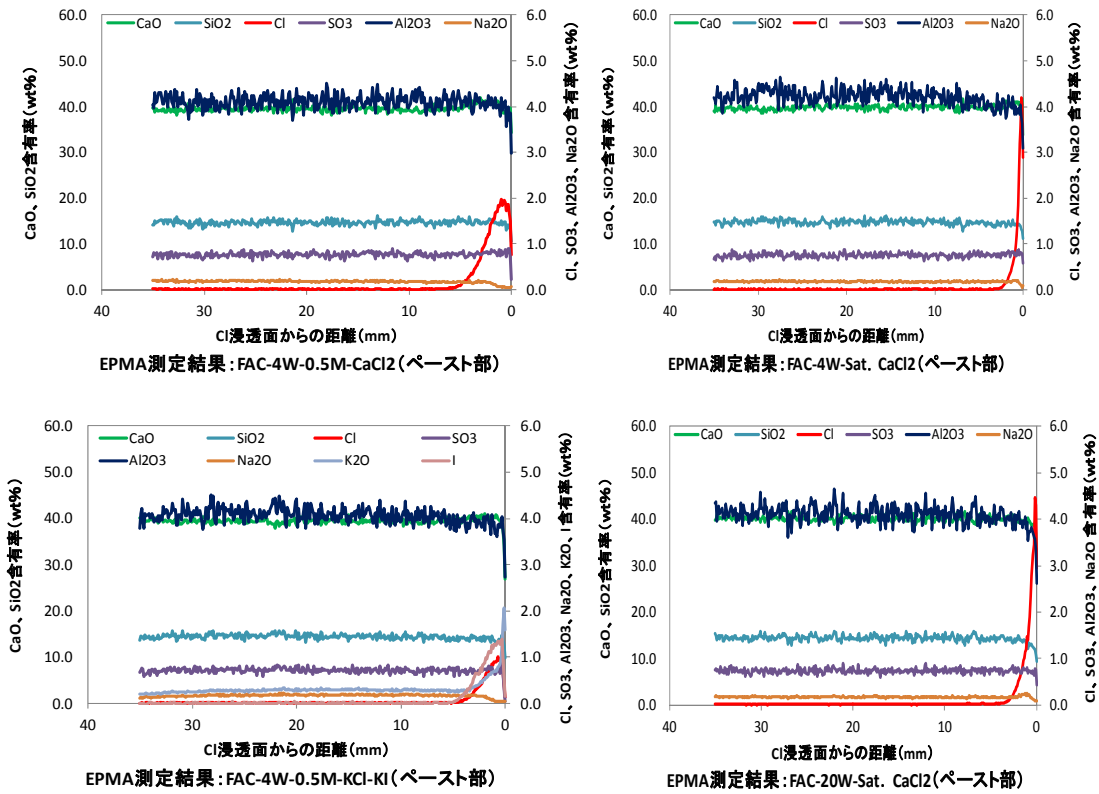 CaO SiO2 Cl SO3 Al2O3 Na2O
60.0 50.0 40.0 30.0 20.0 10.0 0.0
CaO、SiO2含有率(wt%)
6.0 5.0 4.0 3.0 2.0 1.0 0.0
Cl、SO3、Al2O3、Na2O含有率(wt%)
40 30 20 10 0
Cl浸透面からの距離(mm)
EPMA測定結果:FAC-4W-0.5M-CaCl2(ペースト部)
CaO SiO2 Cl SO3 Al2O3 Na2O
60.0 50.0 40.0 30.0 20.0 10.0 0.0
CaO、SiO2含有率(wt%)
6.0 5.0 4.0 3.0 2.0 1.0 0.0
Cl、SO3、Al2O3、Na2O 含有率(wt%)
40 30 20 10 0
Cl浸透面からの距離(mm)
EPMA測定結果:FAC-4W-Sat. CaCl2(ペースト部)
CaO SiO2 Cl SO3
Al2O3 Na2O K2O I
60.0 50.0 40.0 30.0 20.0 10.0 0.0
CaO、SiO2含有率(wt%)
6.0 5.0 4.0 3.0 2.0 1.0 0.0
Cl、SO3、Al2O3、Na2O、K2O、I 含有率(wt%)
40 30 20 10 0
Cl浸透面からの距離(mm)
EPMA測定結果:FAC-4W-0.5M-KCl-KI(ペースト部)
CaO SiO2 Cl SO3 Al2O3 Na2O
60.0 50.0 40.0 30.0 20.0 10.0 0.0
CaO、SiO2含有率(wt%)
6.0 5.0 4.0 3.0 2.0 1.0 0.0
Cl、SO3、Al2O3、Na2O 含有率(wt%)
40 30 20 10 0
Cl浸透面からの距離(mm)
EPMA測定結果:FAC-20W-Sat. CaCl2(ペースト部)